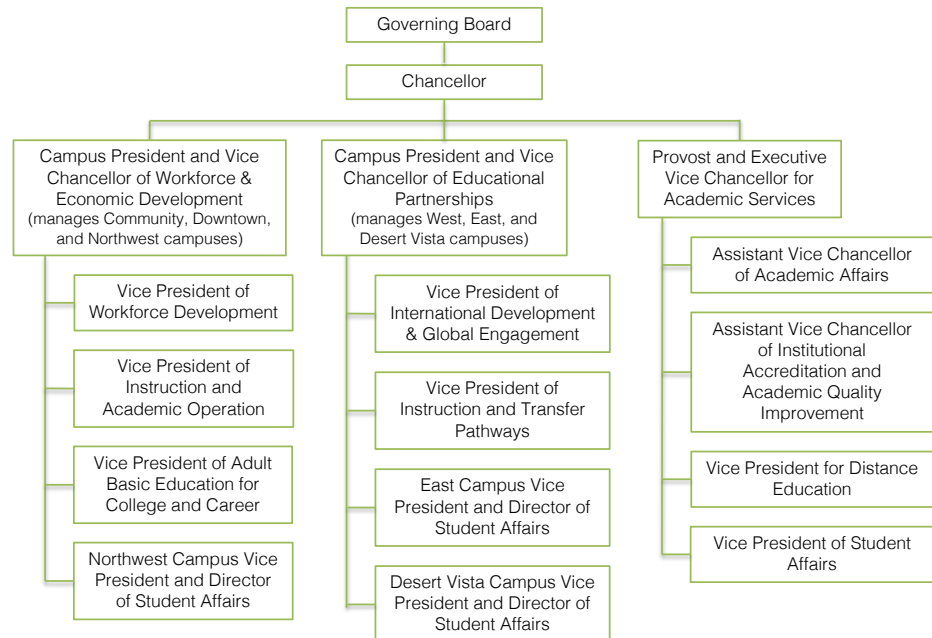 Governing Board
Chancellor
Campus President and Vice
Chancellor of Workforce &
Economic Development
(manages Community, Downtown,
and Northwest campuses)
Vice President of
Workforce Development
Vice President of
Instruction and
Academic Operation
Vice President of Adult
Basic Education for
College and Career
Northwest Campus Vice
President and Director
of Student Affairs
Campus President and Vice
Chancellor of Educational
Partnerships
(manages West, East, and
Desert Vista campuses)
Vice President of
International Development
& Global Engagement
Vice President of
Instruction and Transfer
Pathways
East Campus Vice
President and Director of
Student Affairs
Desert Vista Campus Vice
President and Director of
Student Affairs
Provost and Executive
Vice Chancellor for
Academic Services
Assistant Vice Chancellor
of Academic Affairs
Assistant Vice Chancellor
of Institutional
Accreditation and
Academic Quality
Improvement
Vice President for Distance
Education
Vice President of Student
Affairs